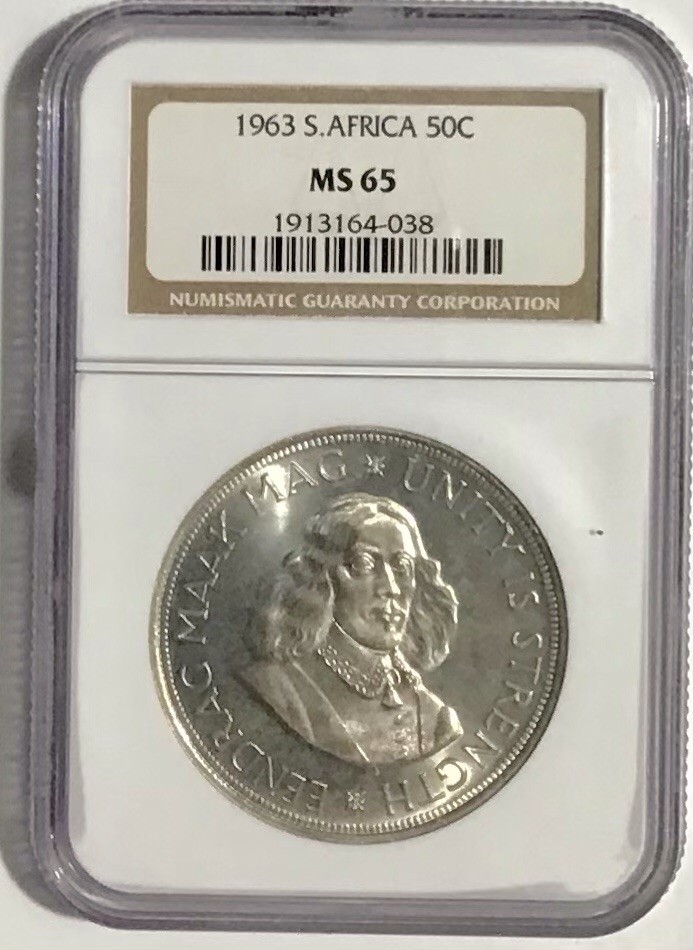 1963 S.AFRICA 50C
MS 65
1913164-038
NUMISMATIC GUARANTY CORPORATION
EENDRAG MAAK MAG * UNITY IS STRENGTH *